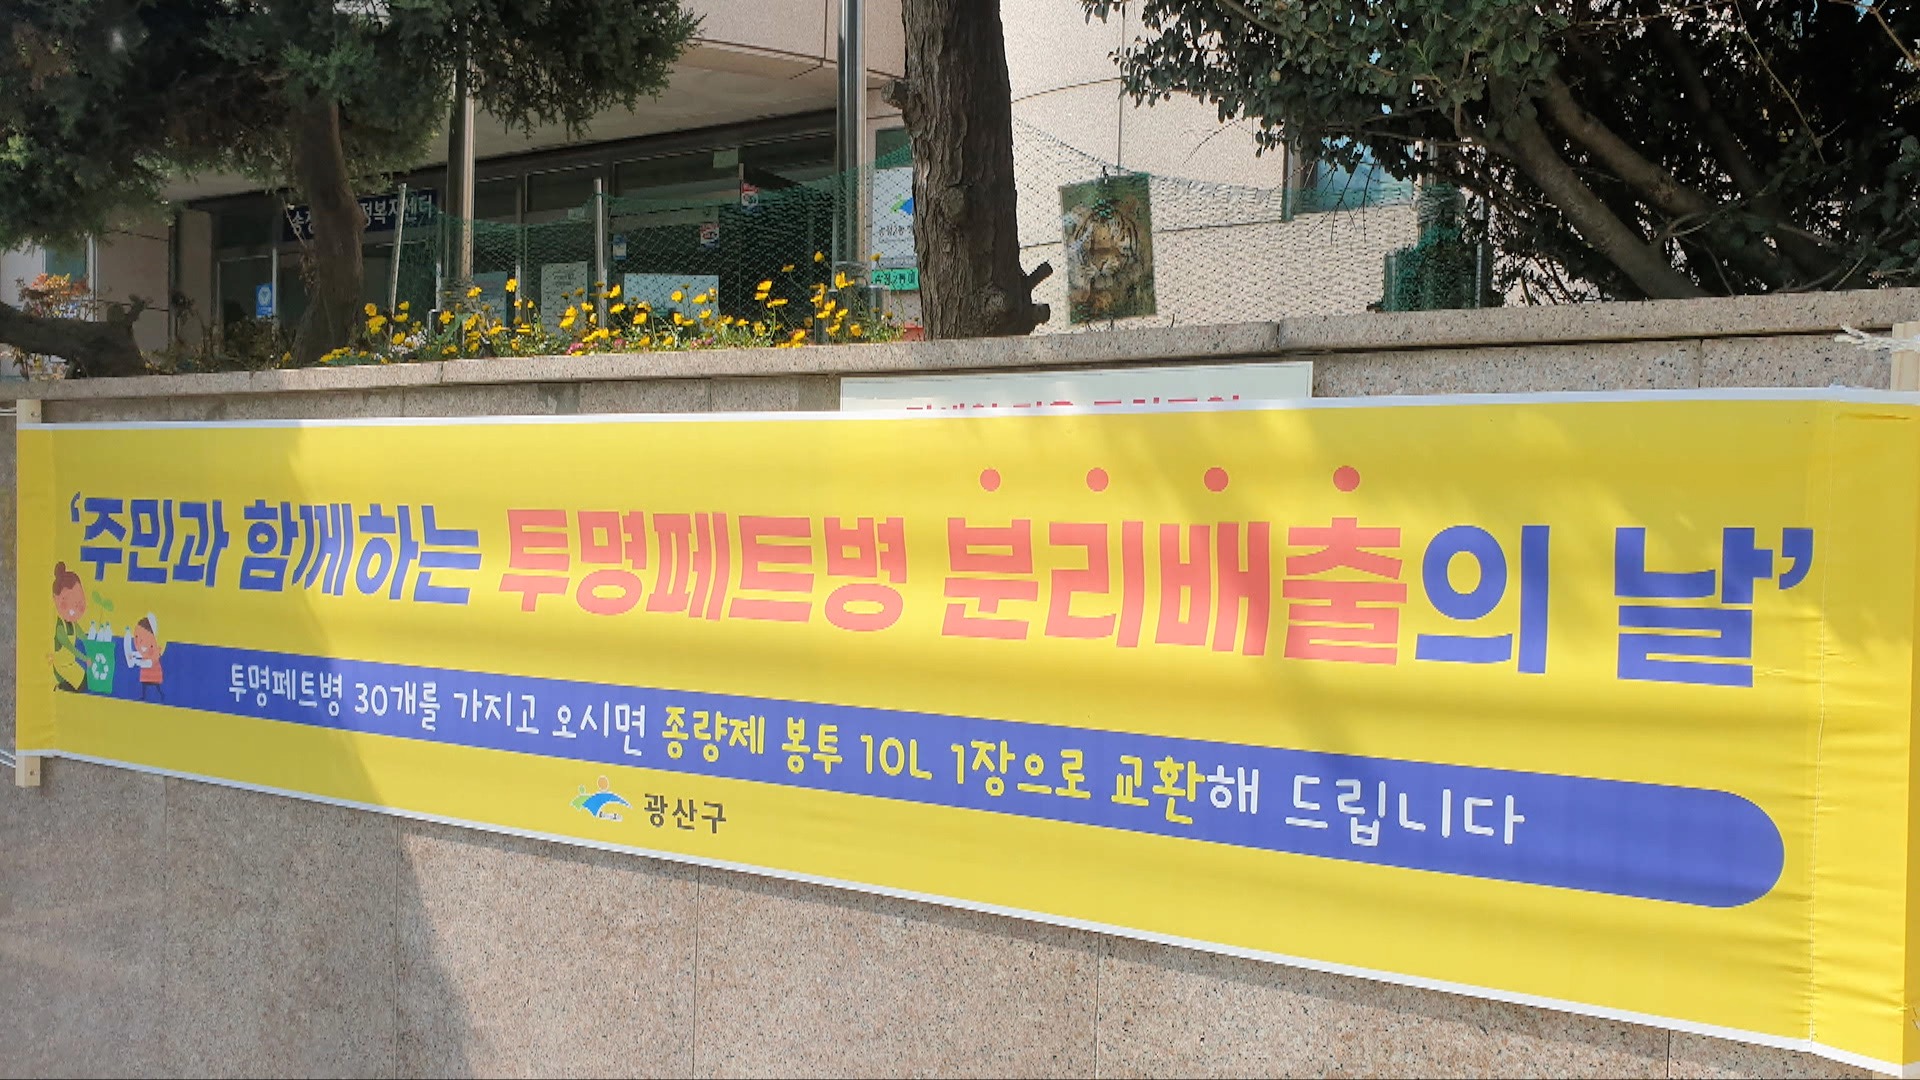 '주민과 함께하는 투명페트병 분리배출의 날'
투명페트병 30개를 가지고 오시면 종량제 봉투 10L 1장으로 교환해 드립니다
광산구